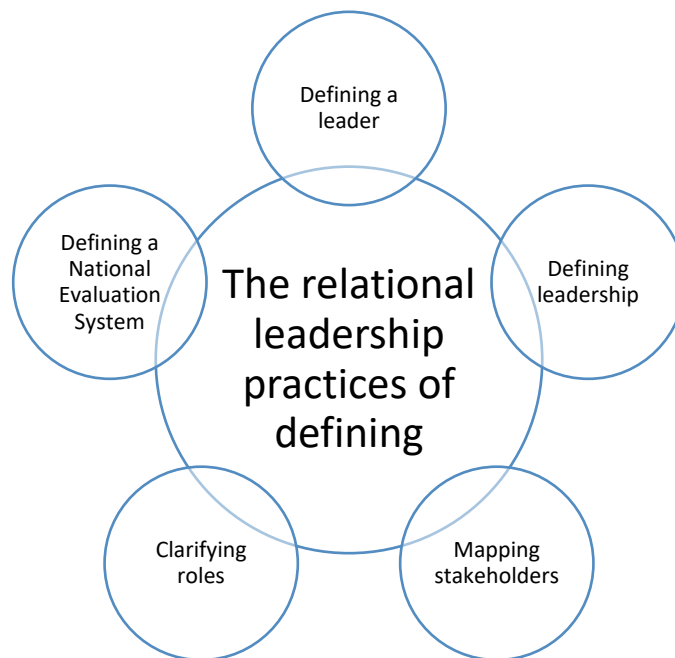 Defining a
leader
Defining a
National
Evaluation
System
The relational
leadership
practices of
defining
Defining
leadership
Clarifying
roles
Mapping
stakeholders